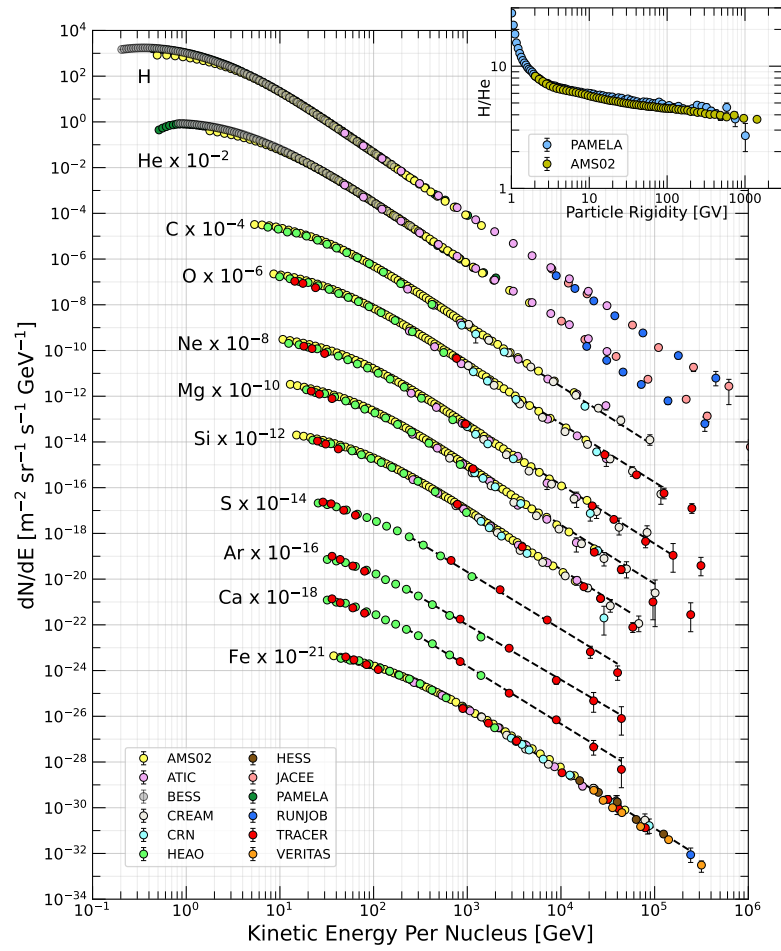 10^4
10^2
10^0
10^{-2}
10^{-4}
10^{-6}
10^{-8}
10^{-10}
10^{-12}
10^{-14}
10^{-16}
10^{-18}
10^{-20}
10^{-22}
10^{-24}
10^{-26}
10^{-28}
10^{-30}
10^{-32}
10^{-34}
dN/dE [m^{-2} sr^{-1} s^{-1} GeV^{-1}]
H
He x 10^{-2}
C x 10^{-4}
O x 10^{-6}
Ne x 10^{-8}
Mg x 10^{-10}
Si x 10^{-12}
S x 10^{-14}
Ar x 10^{-16}
Ca x 10^{-18}
Fe x 10^{-21}
H/He
10
1
PAMELA
AMS02
1 10 100 1000
Particle Rigidity [GV]
AMS02
ATIC
BESS
CREAM
CRN
HEAO
HESS
JACEE
PAMELA
RUNJOB
TRACER
VERITAS
10^{-1} 10^0 10^1 10^2 10^3 10^4 10^5 10^6
Kinetic Energy Per Nucleus [GeV]